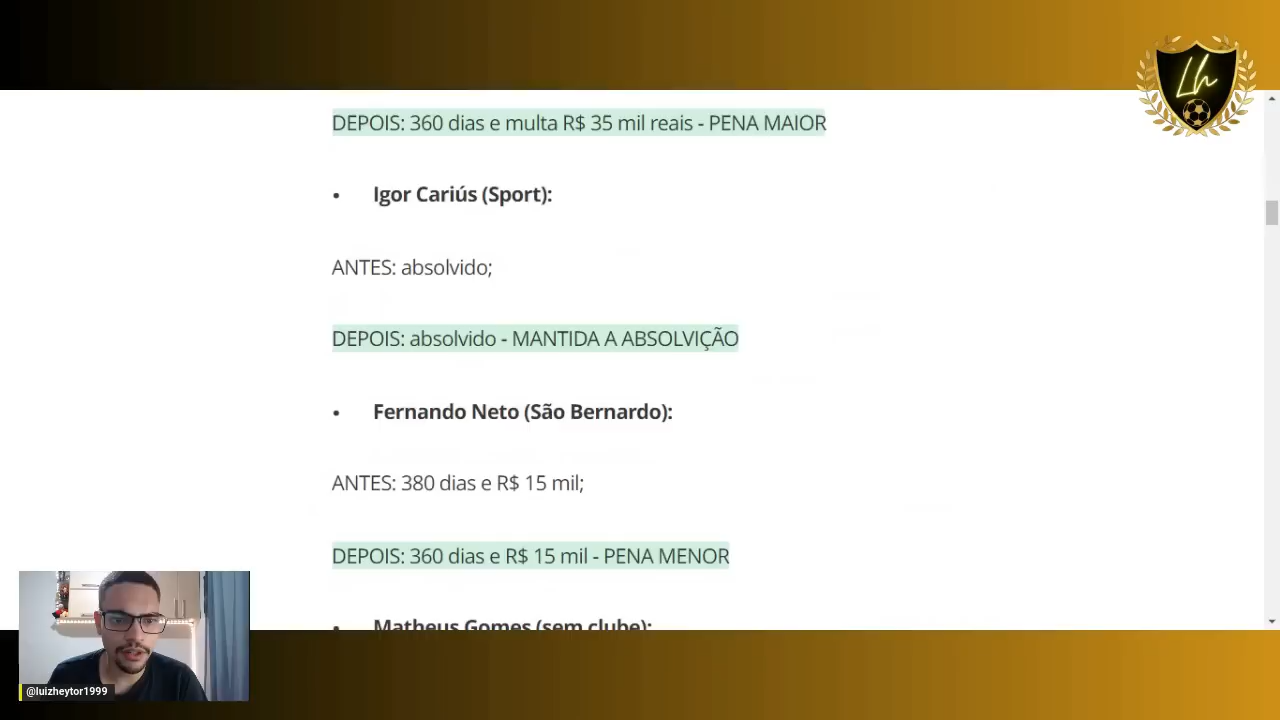 Lh
DEPOIS: 360 dias e multa R$ 35 mil reais - PENA MAIOR
• Igor Cariús (Sport):
ANTES: absolvido;
DEPOIS: absolvido - MANTIDA A ABSOLVIÇÃO
• Fernando Neto (São Bernardo):
ANTES: 380 dias e R$ 15 mil;
DEPOIS: 360 dias e R$ 15 mil - PENA MENOR
• Matheus Gomes (sem clube):
@luizheytor1999